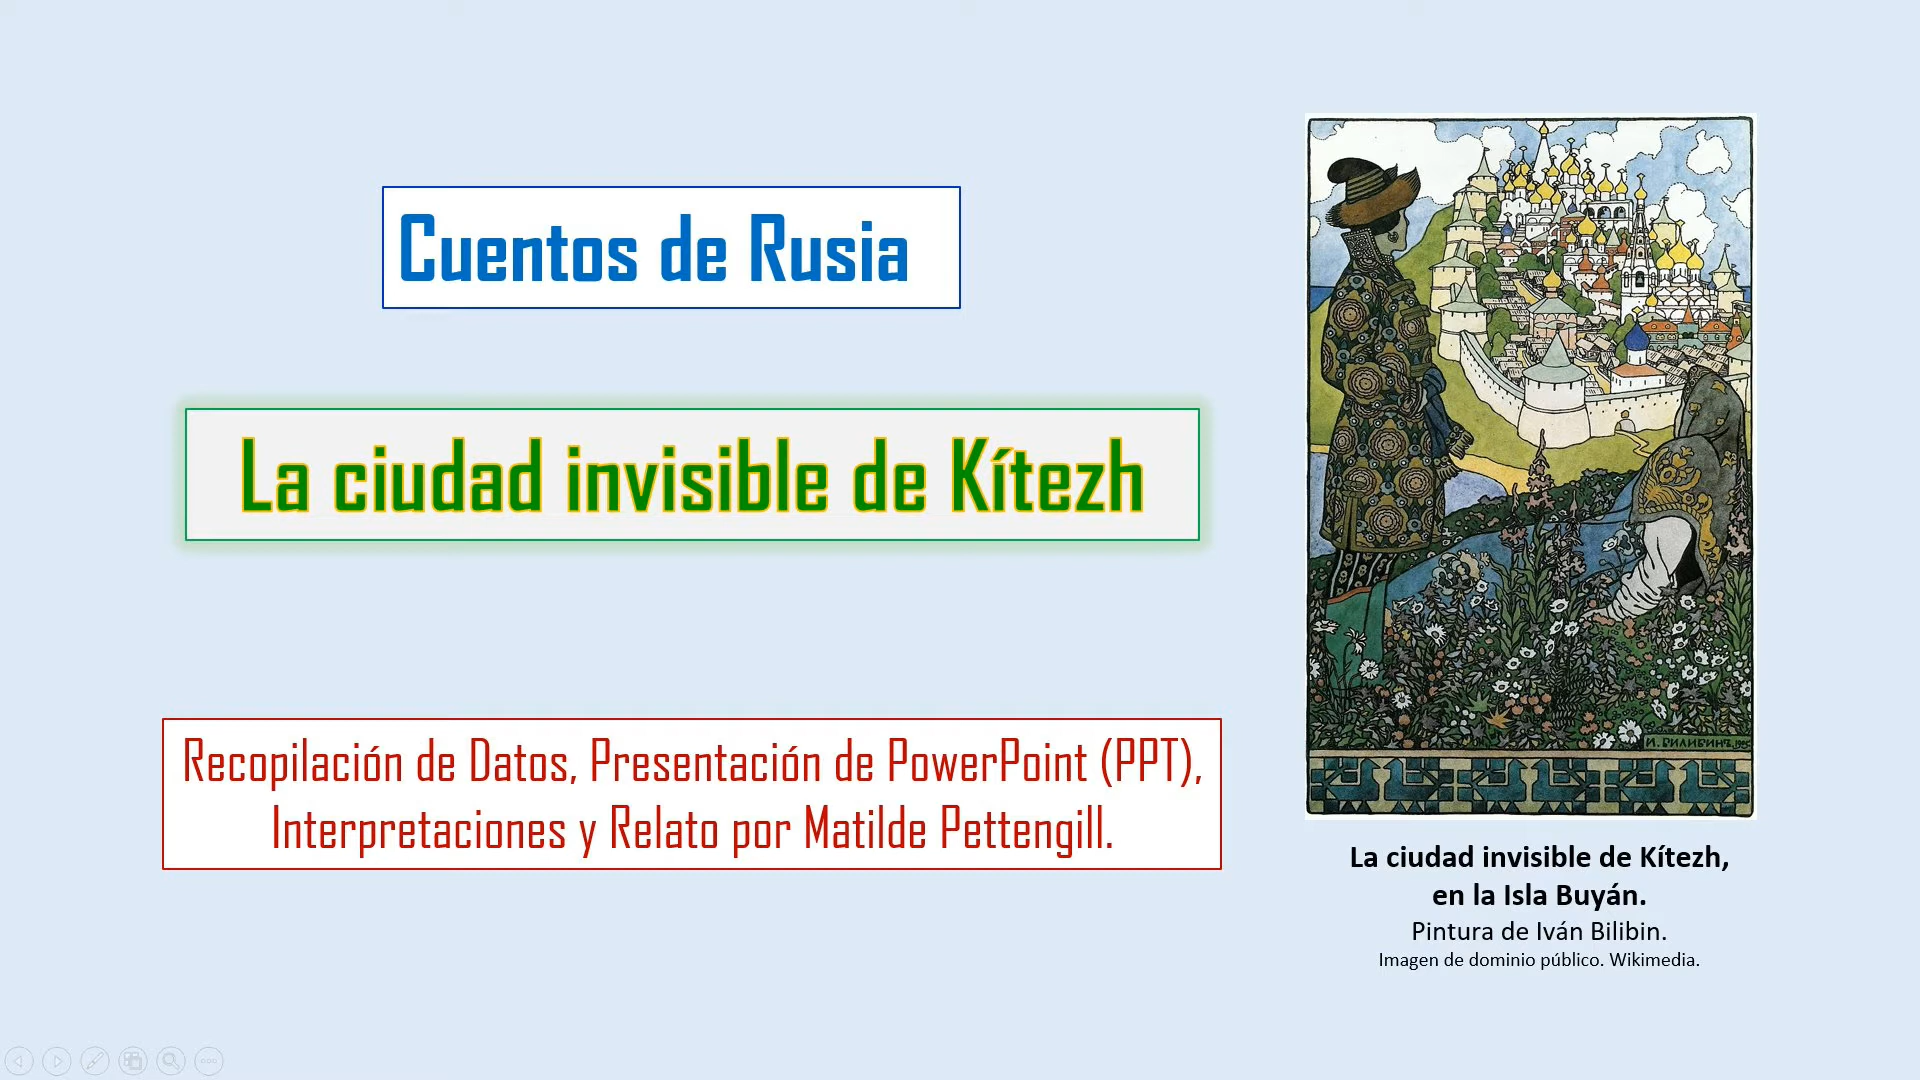 Cuentos de Rusia
La ciudad invisible de Kítezh
Recopilación de Datos, Presentación de PowerPoint (PPT),
Interpretaciones y Relato por Matilde Pettengill.
И. БИЛИБИНЪ. 1905
La ciudad invisible de Kítezh,
en la Isla Buyán.
Pintura de Iván Bilibin.
Imagen de dominio público. Wikimedia.